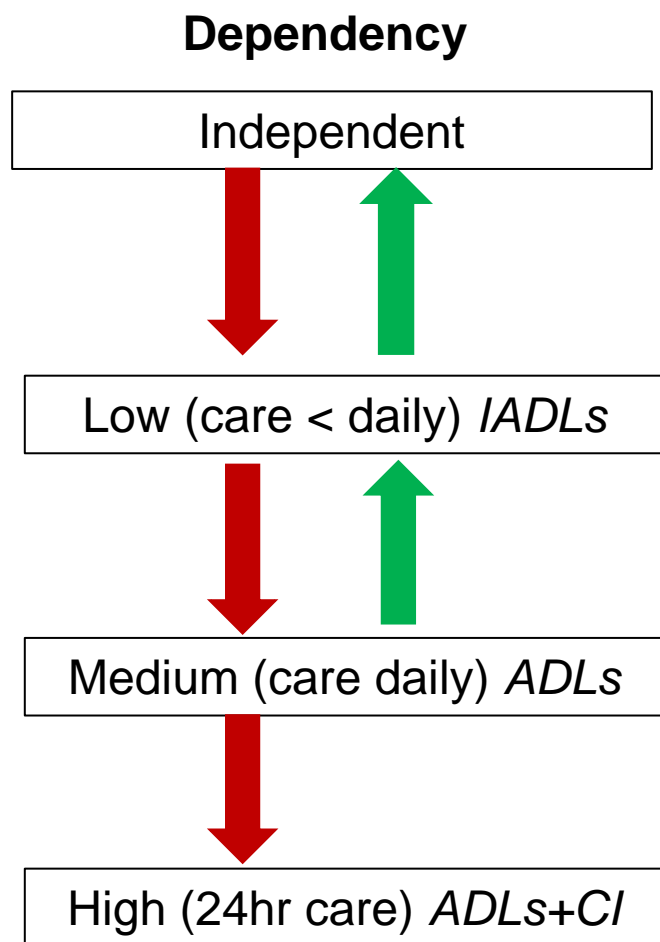 Dependency
Independent
Low (care < daily) IADLs
Medium (care daily) ADLs
High (24hr care) ADLs+CI